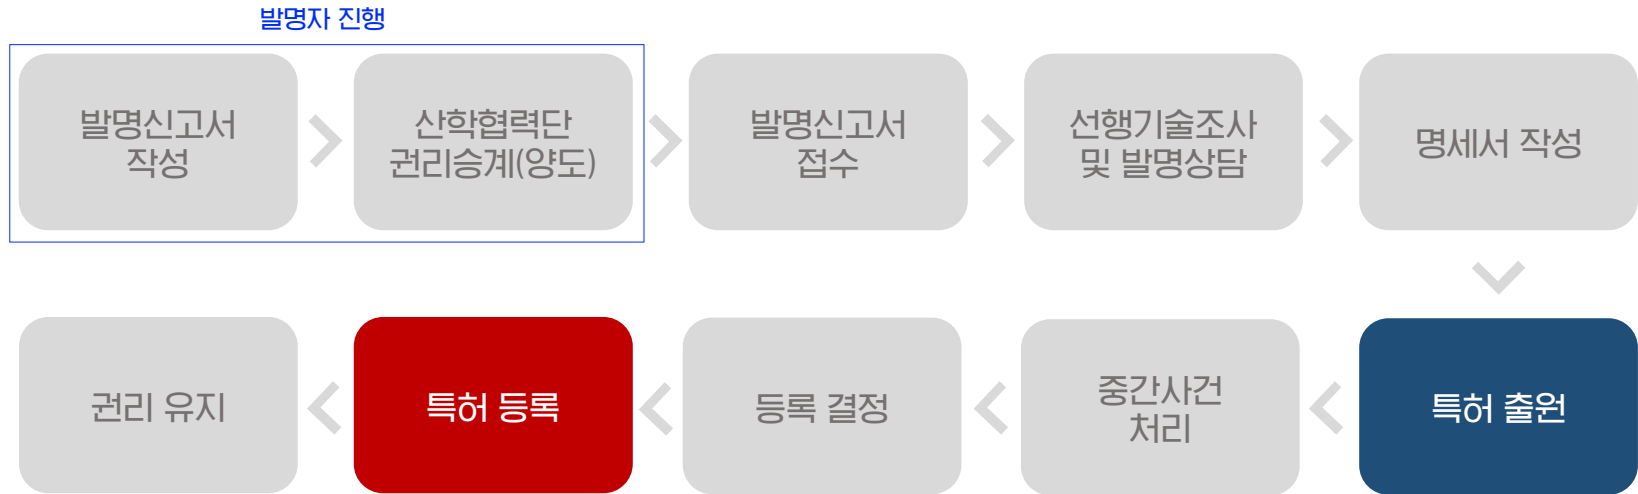 발명자 진행
발명신고서
작성
산학협력단
권리승계(양도)
발명신고서
접수
선행기술조사
및 발명상담
명세서 작성
특허 출원
중간사건
처리
등록 결정
특허 등록
권리 유지